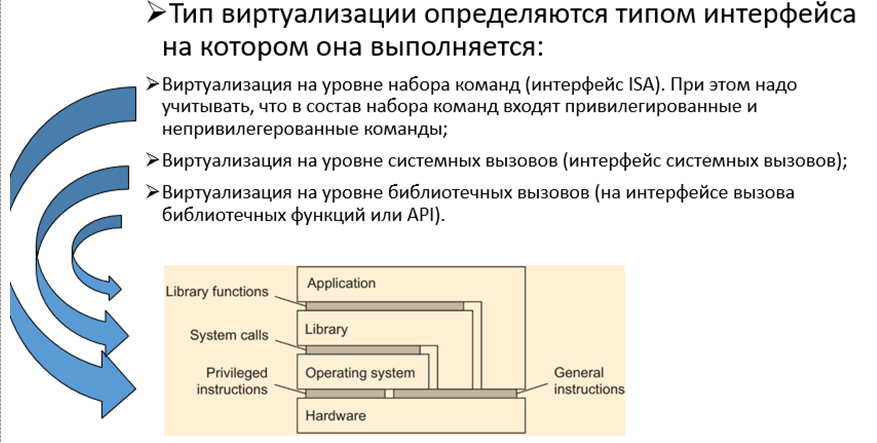 ➢Тип виртуализации определяются типом интерфейса
на котором она выполняется:
➢Виртуализация на уровне набора команд (интерфейс ISA). При этом надо
учитывать, что в состав набора команд входят привилегированные и
непривилегерованные команды;
➢Виртуализация на уровне системных вызовов (интерфейс системных вызовов);
➢Виртуализация на уровне библиотечных вызовов (на интерфейсе вызова
библиотечных функций или API).
Application
Library functions
Library
System calls
Operating system
Privileged
instructions
General
instructions
Hardware